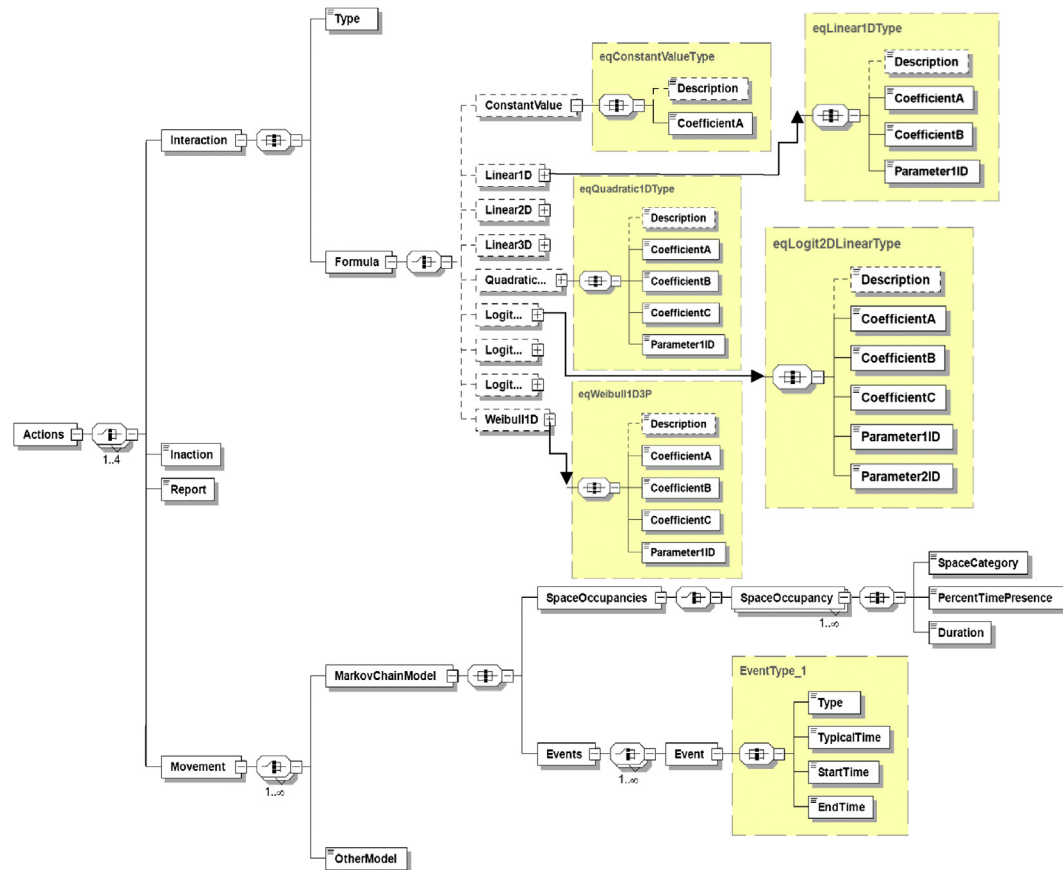 Type
eqLinear1DType
eqConstantValueType
Description
Description
ConstantValue
CoefficientA
CoefficientA
CoefficientB
Interaction
Linear1D
Parameter1ID
eqQuadratic1DType
Linear2D
Description
eqLogit2DLinearType
Linear3D
CoefficientA
Formula
Quadratic...
CoefficientB
Description
Logit...
CoefficientC
CoefficientA
Logit...
Parameter1ID
CoefficientB
Logit...
eqWeibull1D3P
CoefficientC
Weibull1D
Description
Actions
1..4
Parameter1ID
Inaction
CoefficientA
Parameter2ID
Report
CoefficientB
CoefficientC
Parameter1ID
SpaceCategory
SpaceOccupancies
SpaceOccupancy
1..∞
PercentTimePresence
Duration
MarkovChainModel
EventType_1
Type
TypicalTime
Events
1..∞
Event
StartTime
EndTime
Movement
1..∞
OtherModel